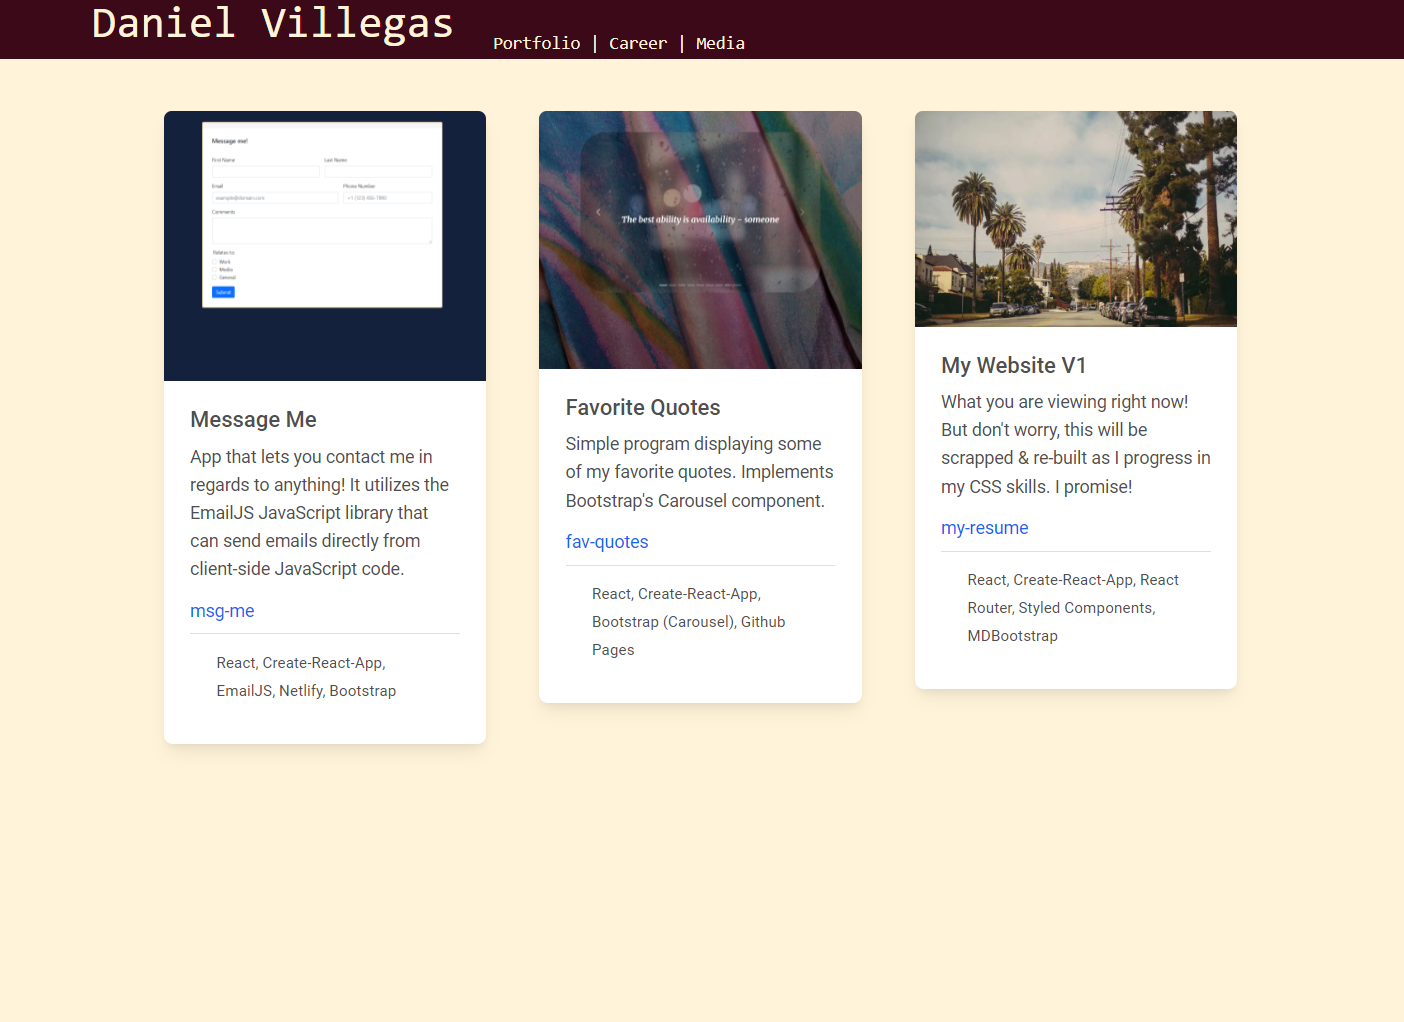 Daniel Villegas
Portfolio | Career | Media
Message me!
First Name
Last Name
Email
Phone Number
example@domain.com
Comments
Relates to:
Work
Media
General
Submit
The best ability is availability - someone
Message Me
App that lets you contact me in
regards to anything! It utilizes the
EmailJS JavaScript library that
can send emails directly from
client-side JavaScript code.
msg-me
React, Create-React-App,
EmailJS, Netlify, Bootstrap
Favorite Quotes
Simple program displaying some
of my favorite quotes. Implements
Bootstrap's Carousel component.
fav-quotes
React, Create-React-App,
Bootstrap (Carousel), Github
Pages
My Website V1
What you are viewing right now!
But don't worry, this will be
scrapped & re-built as I progress in
my CSS skills. I promise!
my-resume
React, Create-React-App, React
Router, Styled Components,
MDBootstrap